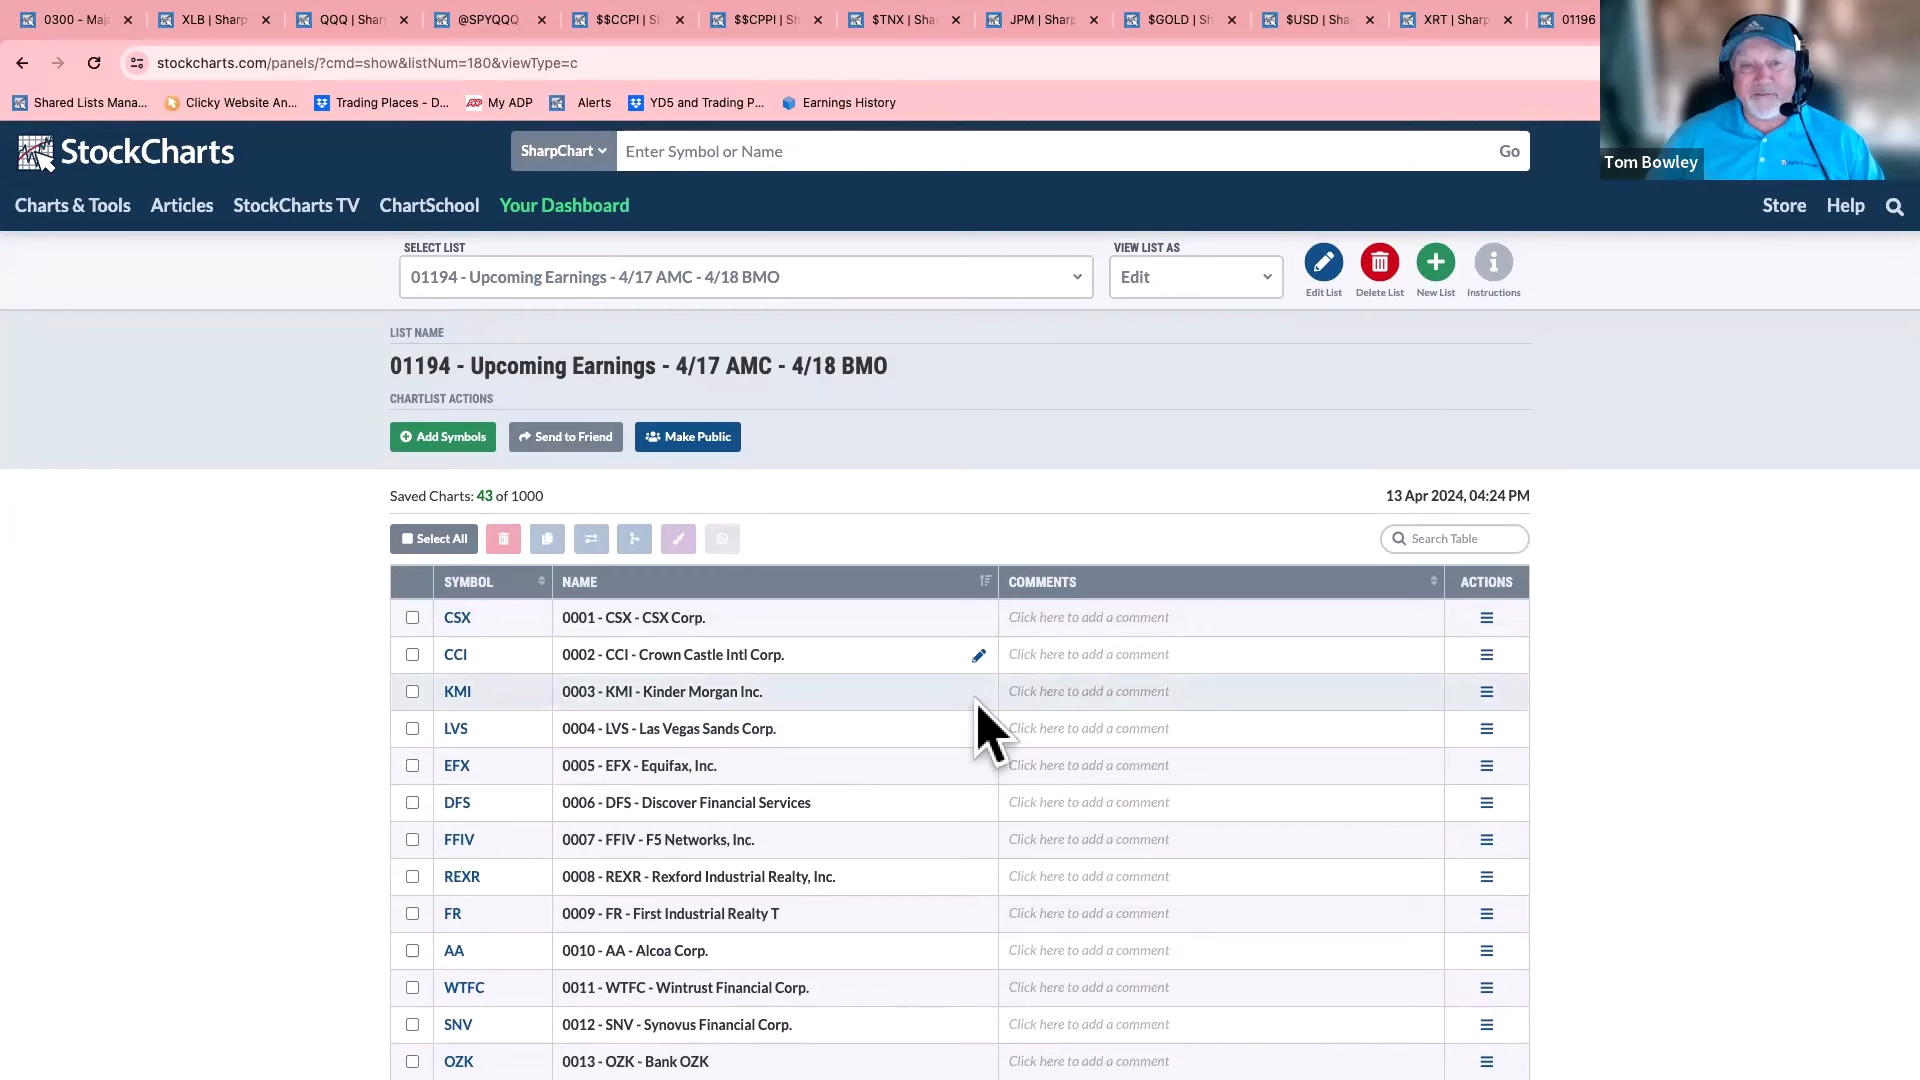 0300 - Maj
XLB | Sharp
QQQ | Shar
@SPYQQQ
$$CCPI | S
$$CPPI | Sh
$TNX | Sha
JPM | Sharp
$GOLD | Sh
$USD | Sha
XRT | Sharp
01196
stockcharts.com/panels/?cmd=show&listNum=180&viewType=c
Shared Lists Mana...
Clicky Website An...
Trading Places - D...
My ADP
Alerts
YD5 and Trading P...
Earnings History
Tom Bowley
StockCharts
SharpChart
Enter Symbol or Name
Go
Charts & Tools
Articles
StockCharts TV
ChartSchool
Your Dashboard
Store
Help
SELECT LIST
VIEW LIST AS
01194 - Upcoming Earnings - 4/17 AMC - 4/18 BMO
Edit
Edit List
Delete List
New List
Instructions
LIST NAME
01194 - Upcoming Earnings - 4/17 AMC - 4/18 BMO
CHARTLIST ACTIONS
Add Symbols
Send to Friend
Make Public
Saved Charts: 43 of 1000
13 Apr 2024, 04:24 PM
Select All
Search Table
SYMBOL NAME COMMENTS ACTIONS
CSX 0001 - CSX - CSX Corp. Click here to add a comment
CCI 0002 - CCI - Crown Castle Intl Corp. Click here to add a comment
KMI 0003 - KMI - Kinder Morgan Inc. Click here to add a comment
LVS 0004 - LVS - Las Vegas Sands Corp. Click here to add a comment
EFX 0005 - EFX - Equifax, Inc. Click here to add a comment
DFS 0006 - DFS - Discover Financial Services Click here to add a comment
FFIV 0007 - FFIV - F5 Networks, Inc. Click here to add a comment
REXR 0008 - REXR - Rexford Industrial Realty, Inc. Click here to add a comment
FR 0009 - FR - First Industrial Realty T Click here to add a comment
AA 0010 - AA - Alcoa Corp. Click here to add a comment
WTFC 0011 - WTFC - Wintrust Financial Corp. Click here to add a comment
SNV 0012 - SNV - Synovus Financial Corp. Click here to add a comment
OZK 0013 - OZK - Bank OZK Click here to add a comment